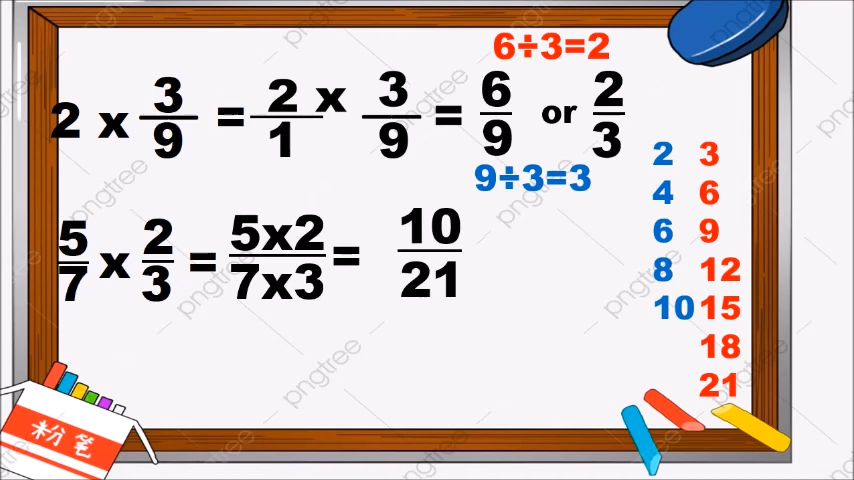 6÷3=2
2 x 3/9 = 2/1 x 3/9 = 6/9 or 2/3
9÷3=3
5/7 x 2/3 = 5x2/7x3 = 10/21
2 3
4 6
6 9
8 12
10 15
18
21
粉笔
pngtree